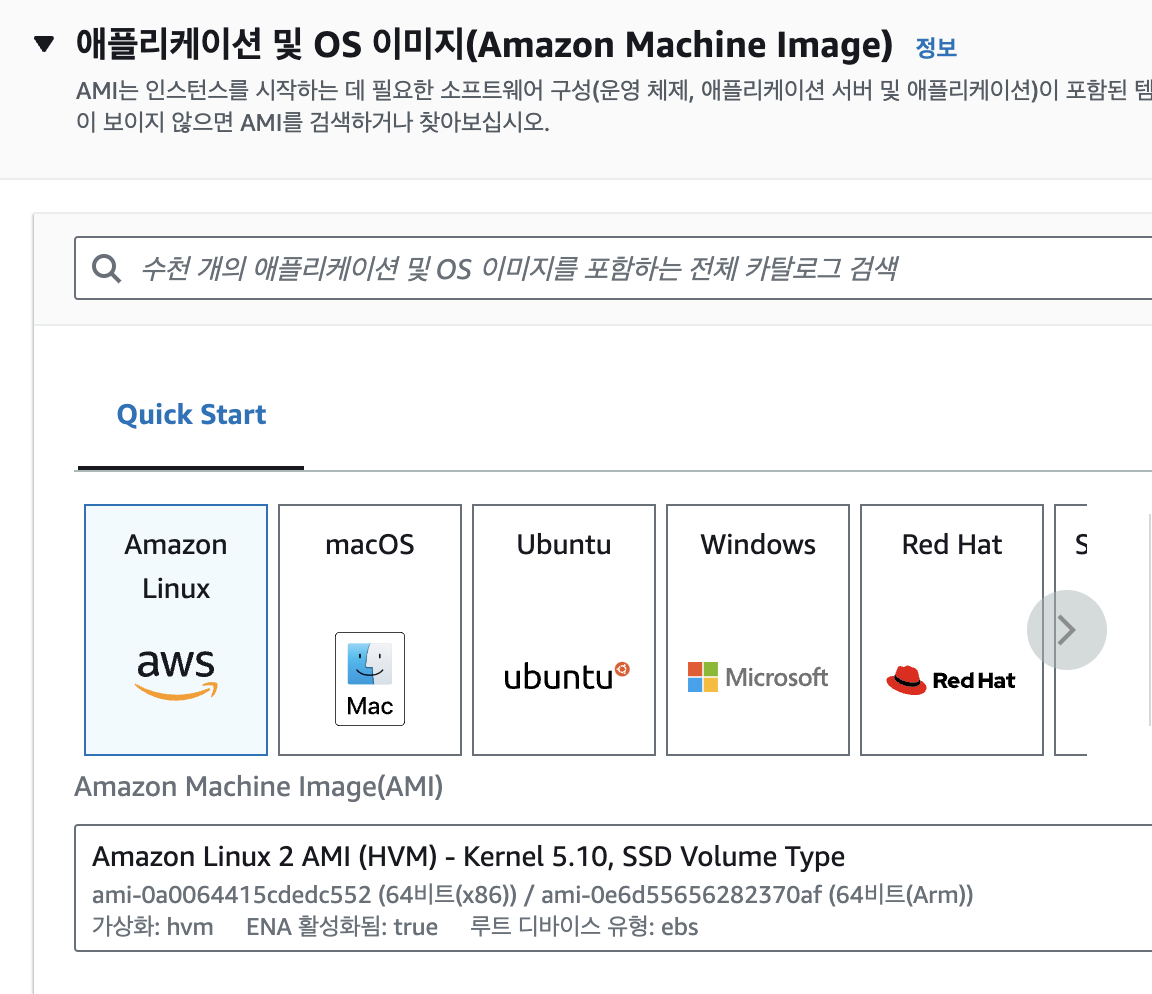 애플리케이션 및 OS 이미지(Amazon Machine Image) 정보
AMI는 인스턴스를 시작하는 데 필요한 소프트웨어 구성(운영 체제, 애플리케이션 서버 및 애플리케이션)이 포함된 템
이 보이지 않으면 AMI를 검색하거나 찾아보십시오.
수천 개의 애플리케이션 및 OS 이미지를 포함하는 전체 카탈로그 검색
Quick Start
Amazon
Linux
aws
macOS
Mac
Ubuntu
ubuntu
Windows
Microsoft
Red Hat
Red Hat
S
Amazon Machine Image(AMI)
Amazon Linux 2 AMI (HVM) - Kernel 5.10, SSD Volume Type
ami-0a0064415cdedc552 (64비트(x86)) / ami-0e6d55656282370af (64비트(Arm))
가상화: hvm ENA 활성화됨: true 루트 디바이스 유형: ebs